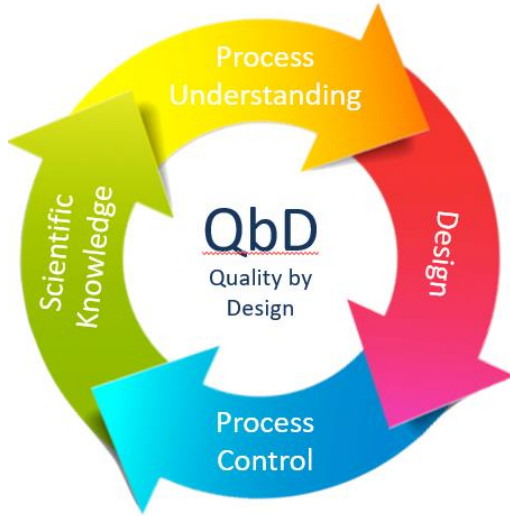 Process
Understanding
Design
Process
Control
Scientific
Knowledge
QbD
Quality by
Design